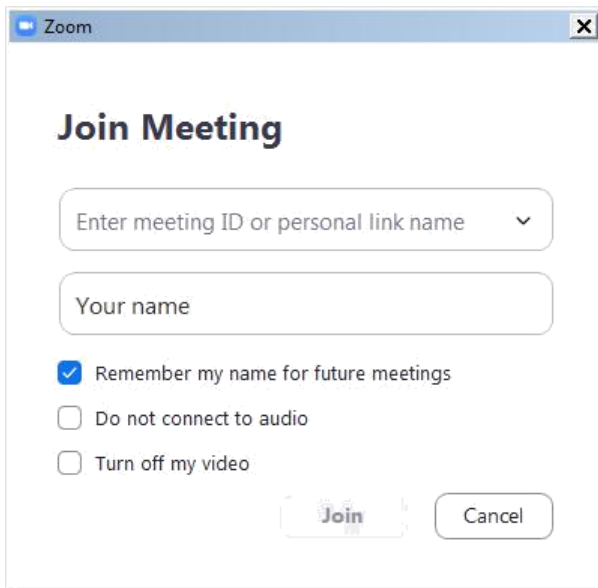 Zoom
Join Meeting
Enter meeting ID or personal link name
Your name
Remember my name for future meetings
Do not connect to audio
Turn off my video
Join Cancel